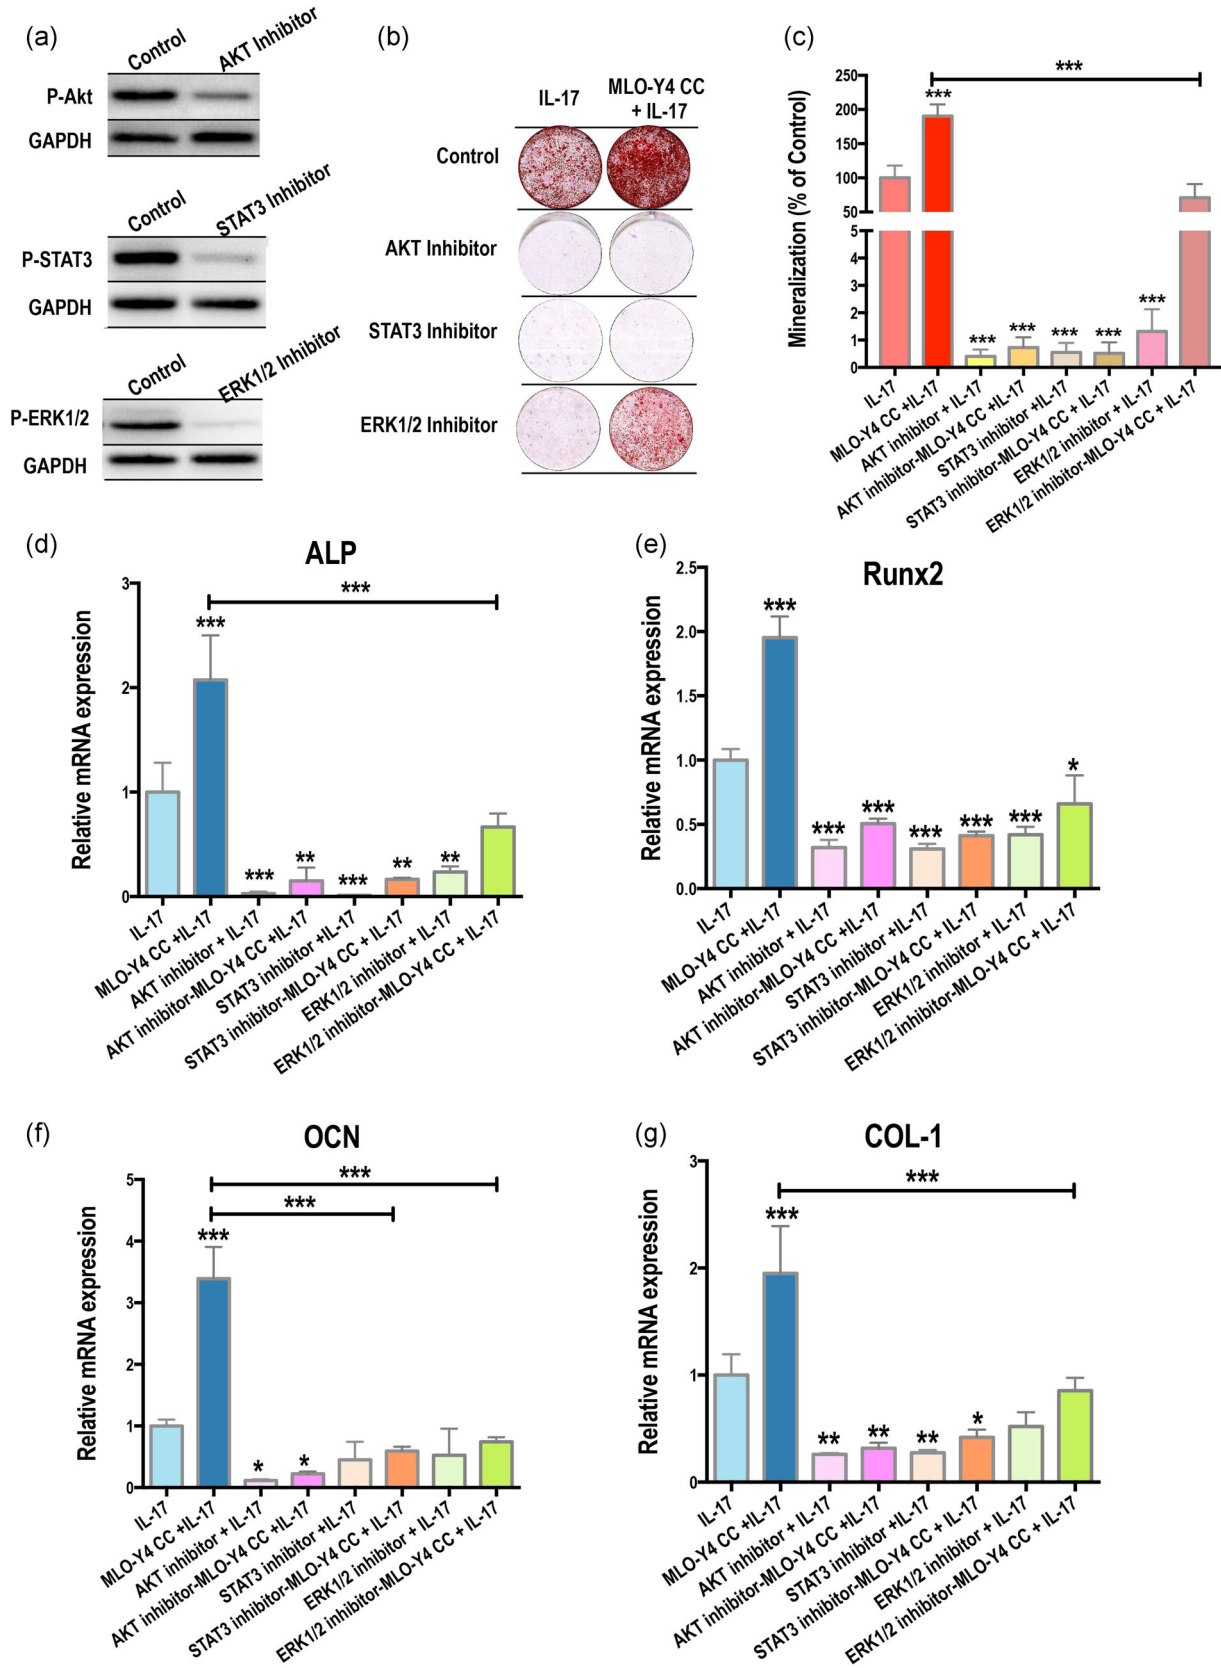 (a)
Control
AKT Inhibitor
P-Akt
GAPDH
Control
STAT3 Inhibitor
P-STAT3
GAPDH
Control
ERK1/2 Inhibitor
P-ERK1/2
GAPDH
(b)
IL-17
MLO-Y4 CC
+ IL-17
Control
AKT Inhibitor
STAT3 Inhibitor
ERK1/2 Inhibitor
(c)
Mineralization (% of Control)
250
200
150
100
50
5
4
3
2
1
0
***
***
***
***
***
***
***
IL-17
MLO-Y4 CC +IL-17
AKT inhibitor + IL-17
AKT inhibitor-MLO-Y4 CC + IL-17
STAT3 inhibitor +IL-17
STAT3 inhibitor-MLO-Y4 CC + IL-17
ERK1/2 inhibitor + IL-17
ERK1/2 inhibitor-MLO-Y4 CC + IL-17
(d)
ALP
Relative mRNA expression
3
2
1
0
***
***
***
**
***
**
**
IL-17
MLO-Y4 CC +IL-17
AKT inhibitor + IL-17
AKT inhibitor-MLO-Y4 CC +IL-17
STAT3 inhibitor +IL-17
STAT3 inhibitor-MLO-Y4 CC + IL-17
ERK1/2 inhibitor + IL-17
ERK1/2 inhibitor-MLO-Y4 CC + IL-17
(e)
Runx2
Relative mRNA expression
2.5
2.0
1.5
1.0
0.5
0.0
***
***
***
***
***
***
*
IL-17
MLO-Y4 CC +IL-17
AKT inhibitor + IL-17
AKT inhibitor-MLO-Y4 CC + IL-17
STAT3 inhibitor +IL-17
STAT3 inhibitor-MLO-Y4 CC + IL-17
ERK1/2 inhibitor + IL-17
ERK1/2 inhibitor-MLO-Y4 CC + IL-17
(f)
OCN
Relative mRNA expression
5
4
3
2
1
0
***
***
***
*
*
IL-17
MLO-Y4 CC +IL-17
AKT inhibitor + IL-17
AKT inhibitor-MLO-Y4 CC + IL-17
STAT3 inhibitor +IL-17
STAT3 inhibitor-MLO-Y4 CC + IL-17
ERK1/2 inhibitor + IL-17
ERK1/2 inhibitor-MLO-Y4 CC + IL-17
(g)
COL-1
Relative mRNA expression
3
2
1
0
***
***
**
**
**
*
IL-17
MLO-Y4 CC +IL-17
AKT inhibitor + IL-17
AKT inhibitor-MLO-Y4 CC + IL-17
STAT3 inhibitor +IL-17
STAT3 inhibitor-MLO-Y4 CC + IL-17
ERK1/2 inhibitor + IL-17
ERK1/2 inhibitor-MLO-Y4 CC + IL-17